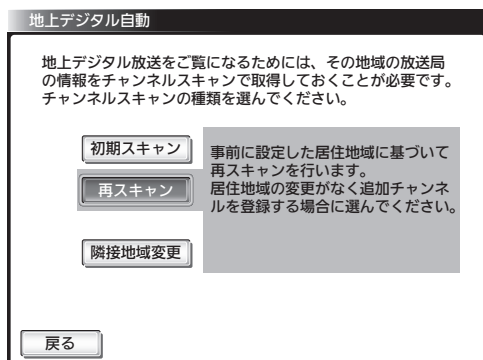 地上デジタル自動
地上デジタル放送をご覧になるためには、その地域の放送局
の情報をチャンネルスキャンで取得しておくことが必要です。
チャンネルスキャンの種類を選んでください。
初期スキャン
再スキャン
隣接地域変更
事前に設定した居住地域に基づいて
再スキャンを行います。
居住地域の変更がなく追加チャンネ
ルを登録する場合に選んでください。
戻る